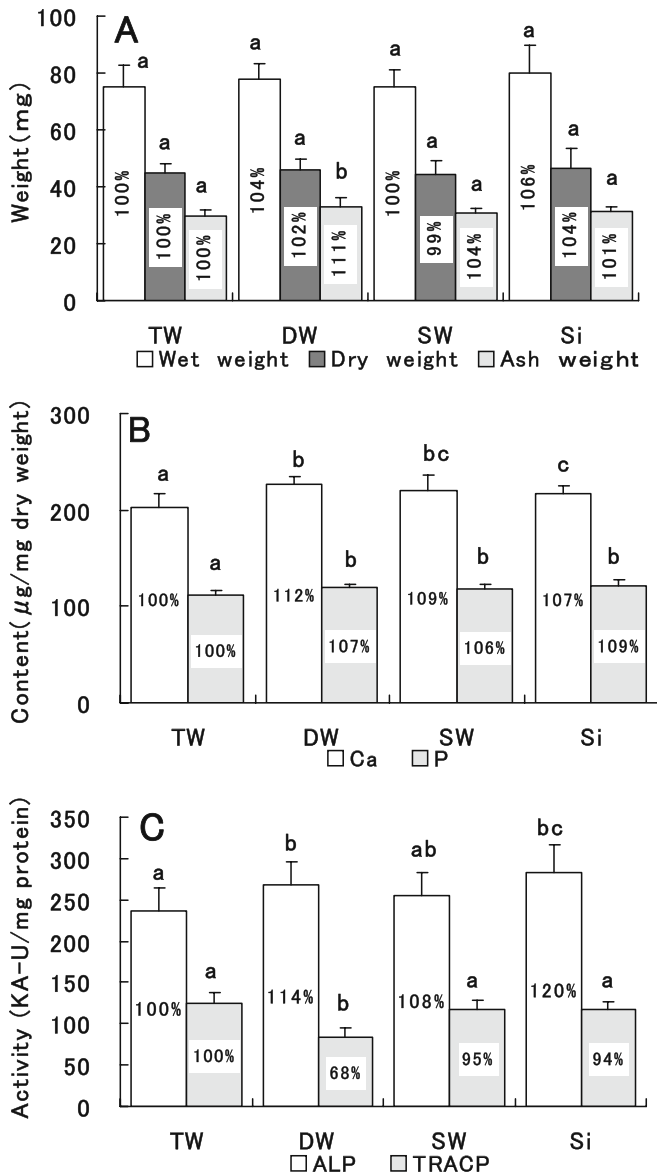 A
Weight(mg)
100
80
60
40
20
0
a
a
a
a
a
b
a
a
a
a
a
a
100%
100%
100%
104%
102%
111%
100%
99%
104%
106%
104%
101%
TW DW SW Si
Wet weight Dry weight Ash weight
B
Content(μg/mg dry weight)
300
200
100
0
a
a
b
b
bc
b
c
b
100%
100%
112%
107%
109%
106%
107%
109%
TW DW SW Si
Ca P
C
Activity (KA-U/mg protein)
350
300
250
200
150
100
50
0
a
a
b
b
ab
a
bc
a
100%
100%
114%
68%
108%
95%
120%
94%
TW DW SW Si
ALP TRACP